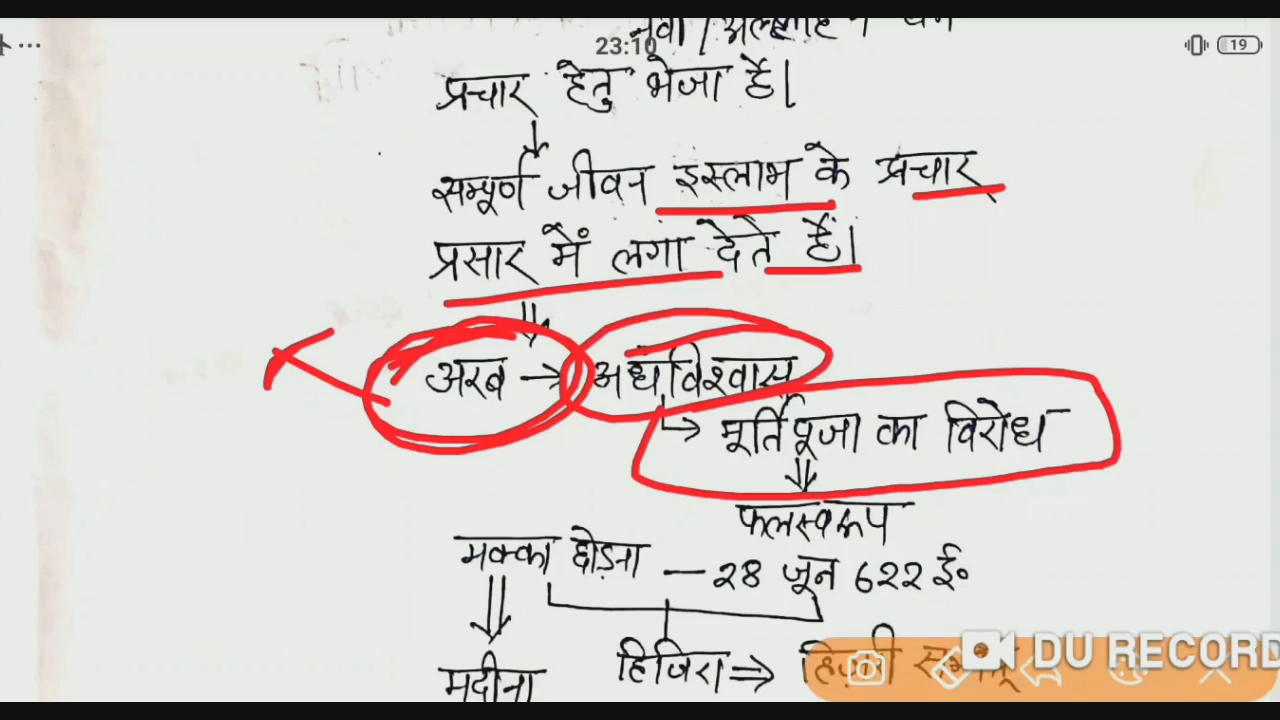 23:10
19
प्रचार हेतु भेजा है।
सम्पूर्ण जीवन इस्लाम के प्रचार
प्रसार में लगा देते हैं।
अरब → अंधविश्वास
↳ मूर्तिपूजा का विरोध
फलस्वरूप
मक्का छोड़ना — 28 जून 622 ई०
मदीना हिजिरा ⇒ हिज़री
DU RECORD